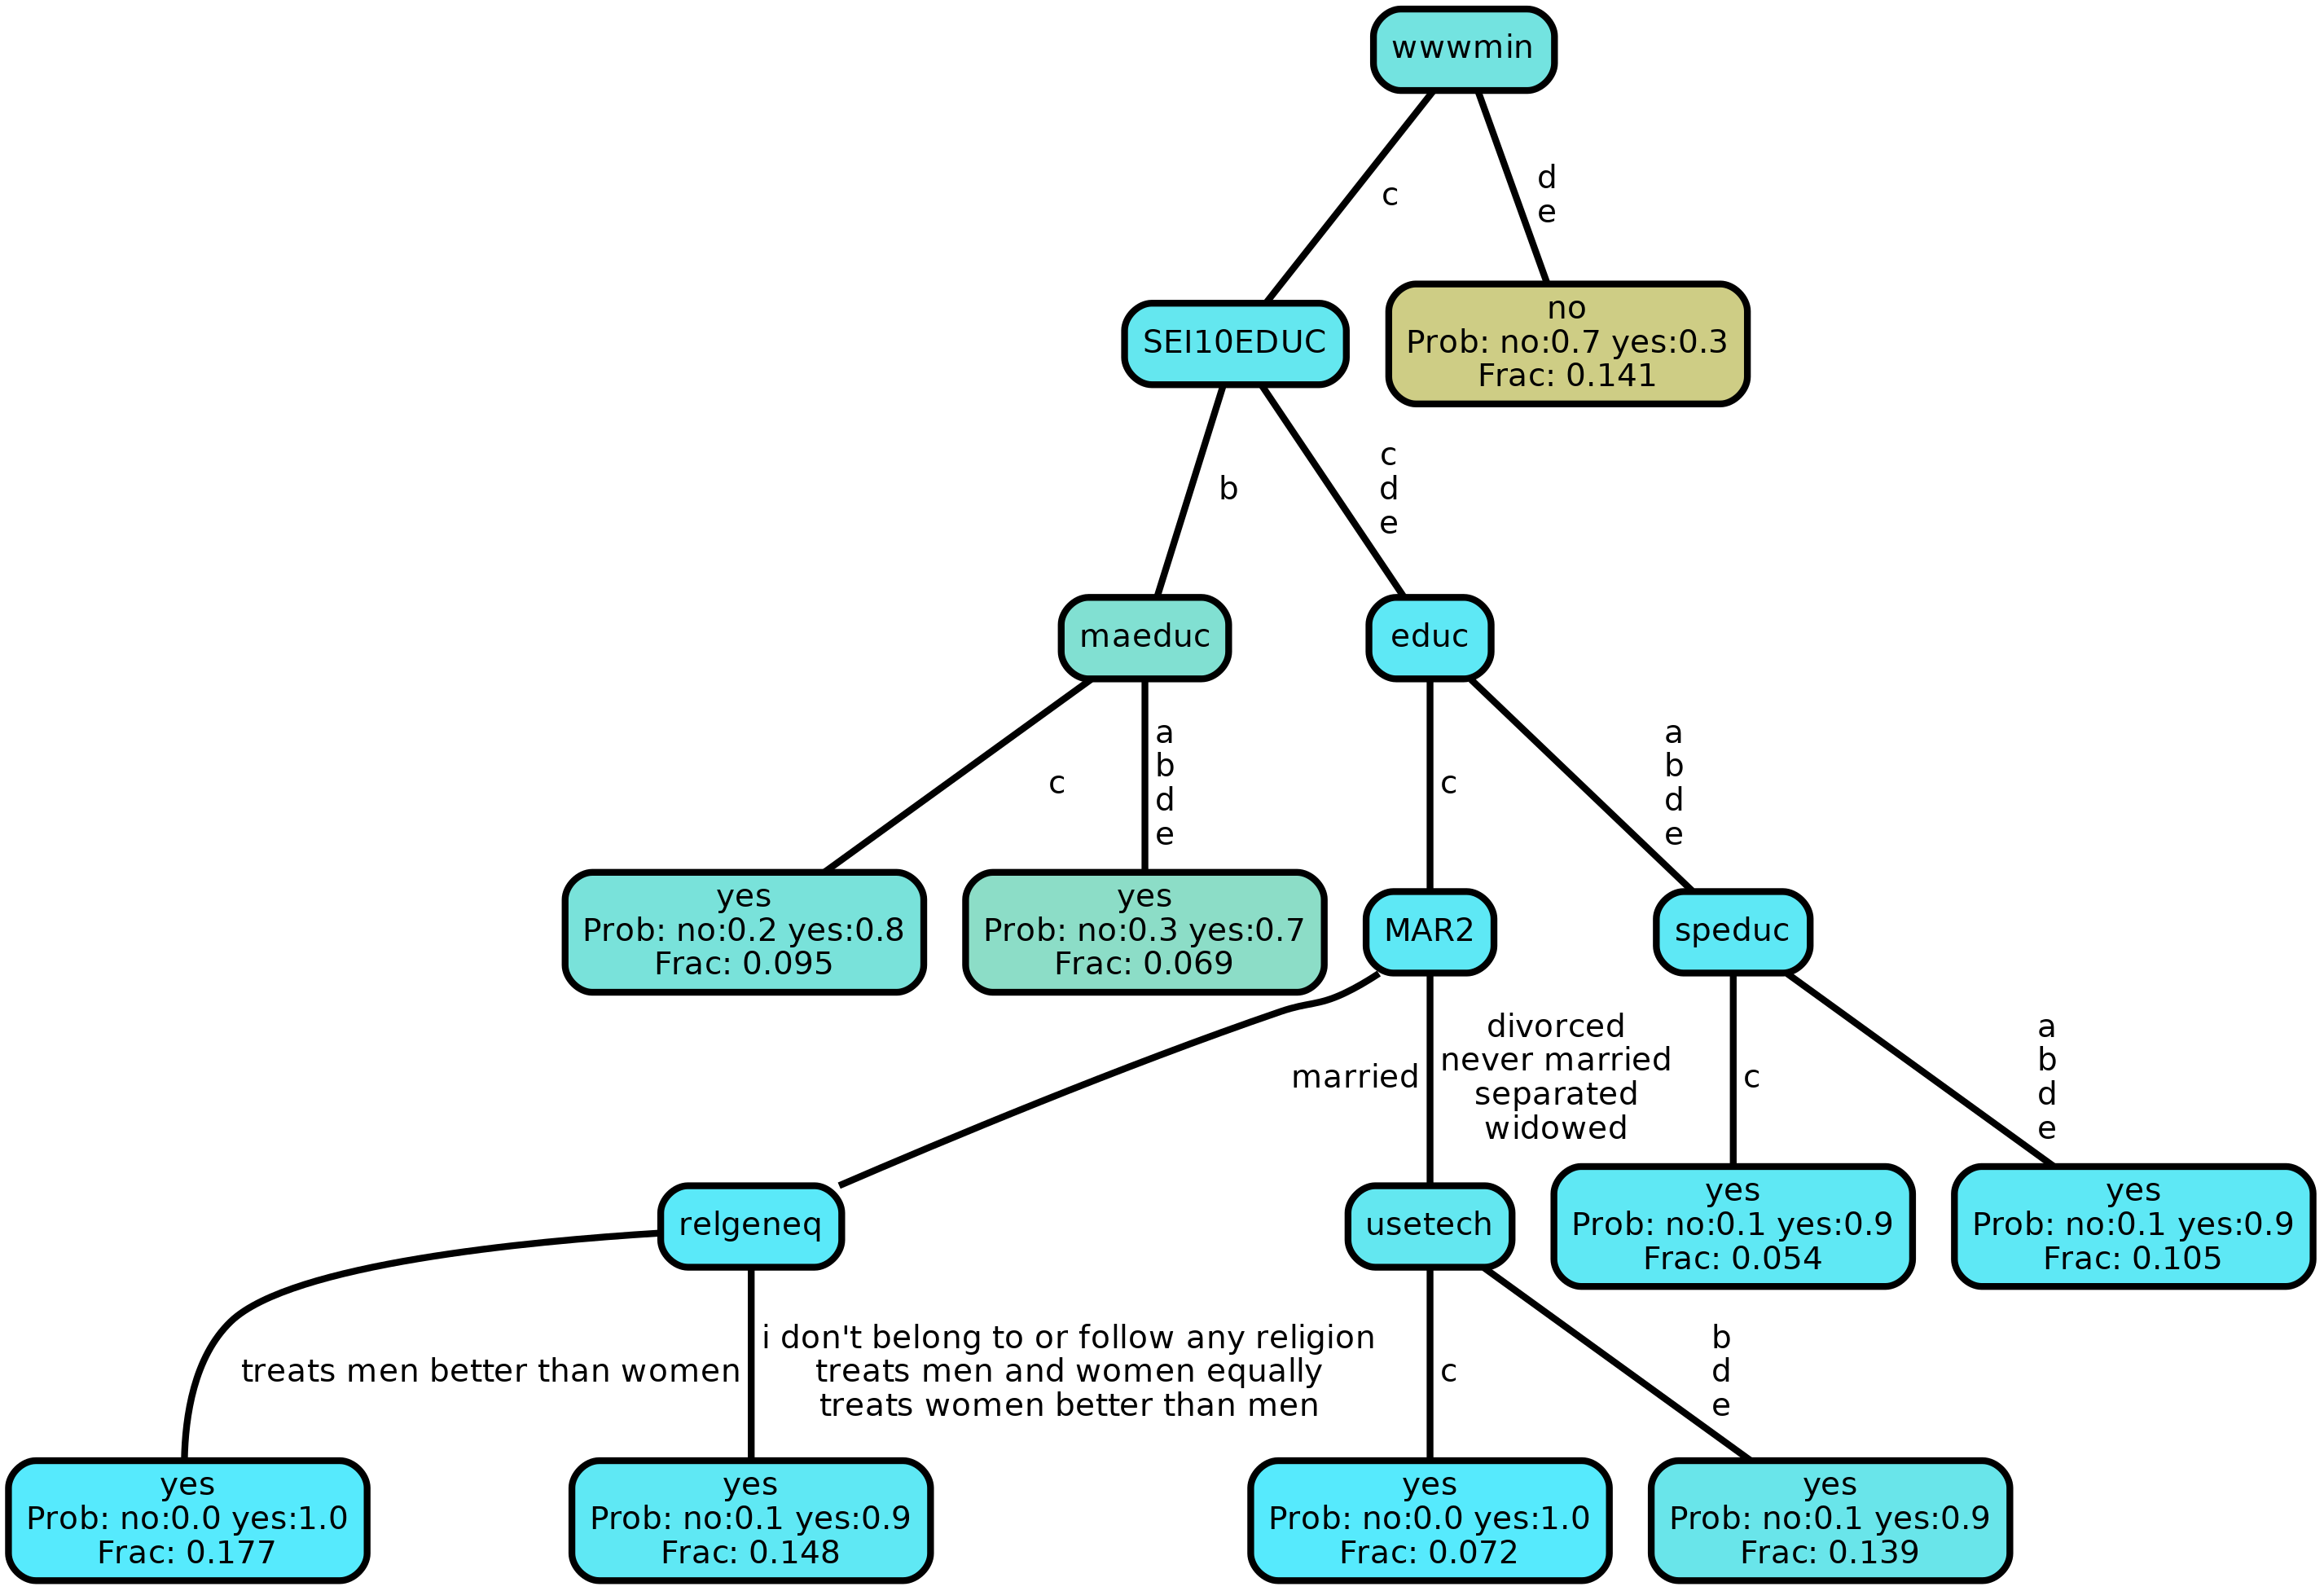 wwwmin
c
d
e
SEI10EDUC
no
Prob: no:0.7 yes:0.3
Frac: 0.141
b
c
d
e
maeduc
educ
c
a
b
d
e
c
a
b
d
e
yes
Prob: no:0.2 yes:0.8
Frac: 0.095
yes
Prob: no:0.3 yes:0.7
Frac: 0.069
MAR2
speduc
married
divorced
never married
separated
widowed
c
a
b
d
e
relgeneq
usetech
yes
Prob: no:0.1 yes:0.9
Frac: 0.054
yes
Prob: no:0.1 yes:0.9
Frac: 0.105
treats men better than women
i don't belong to or follow any religion
treats men and women equally
treats women better than men
c
b
d
e
yes
Prob: no:0.0 yes:1.0
Frac: 0.177
yes
Prob: no:0.1 yes:0.9
Frac: 0.148
yes
Prob: no:0.0 yes:1.0
Frac: 0.072
yes
Prob: no:0.1 yes:0.9
Frac: 0.139